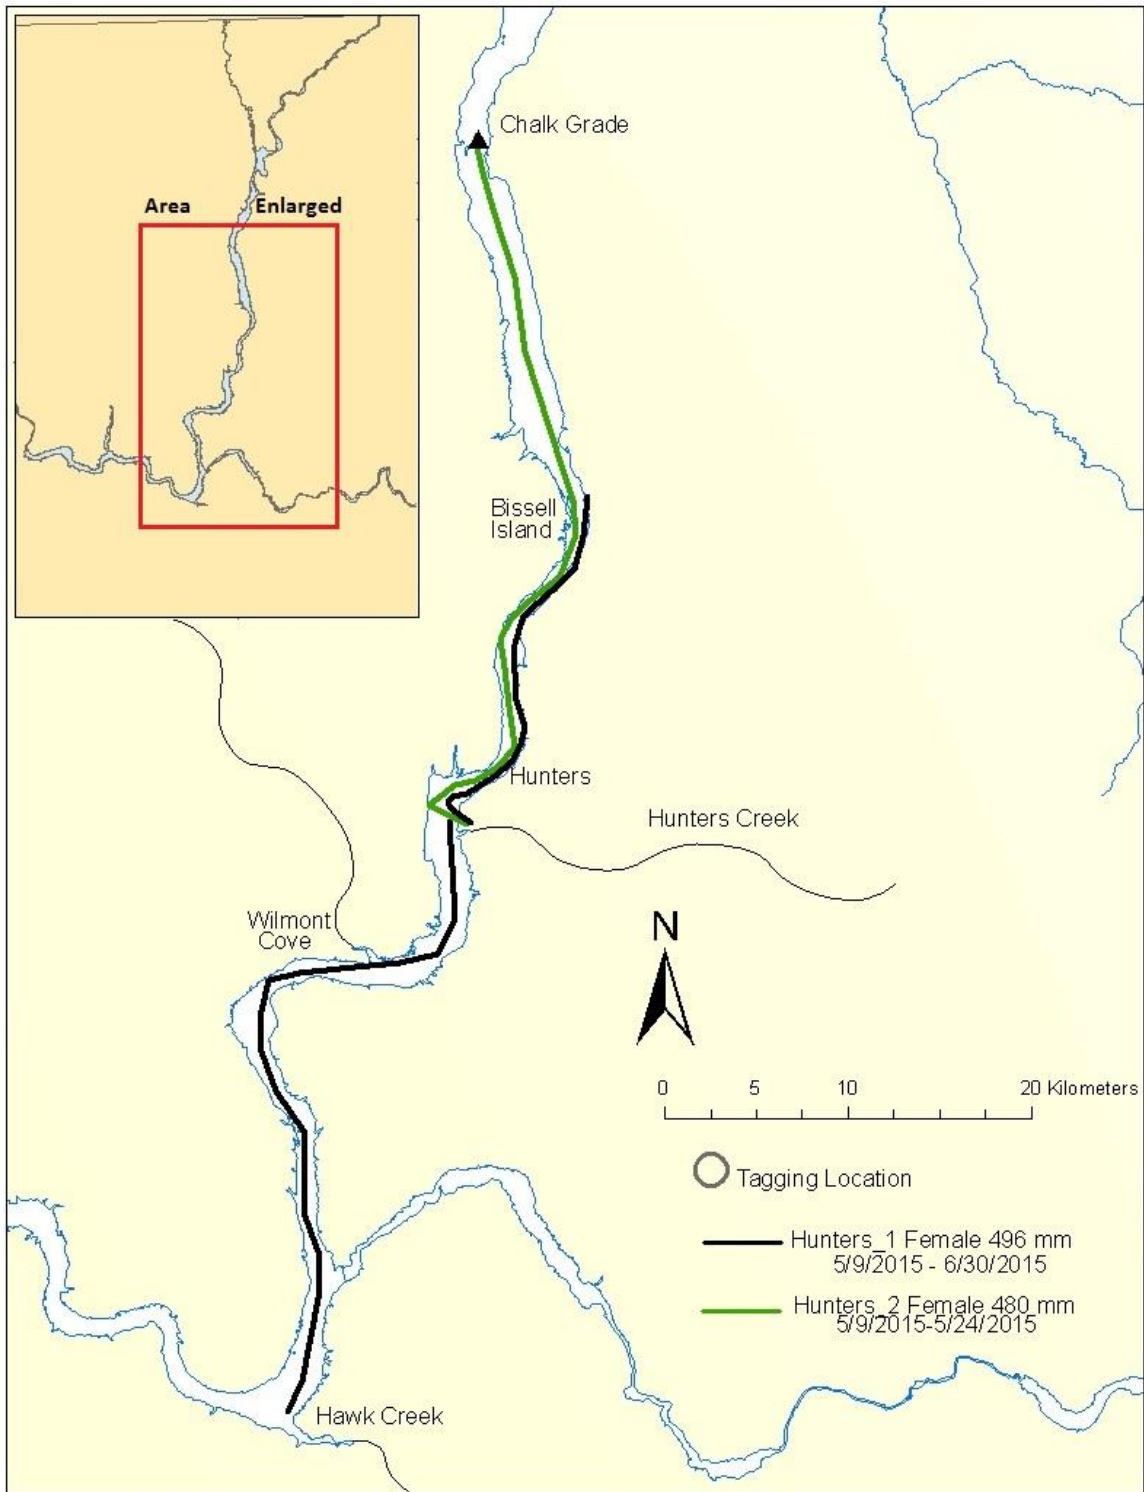 Chalk Grade
Area Enlarged
Bissell
Island
Hunters
Hunters Creek
Wilmont
Cove
N
0 5 10 20 Kilometers
Tagging Location
Hunters_1 Female 496 mm
5/9/2015 - 6/30/2015
Hunters_2 Female 480 mm
5/9/2015-5/24/2015
Hawk Creek